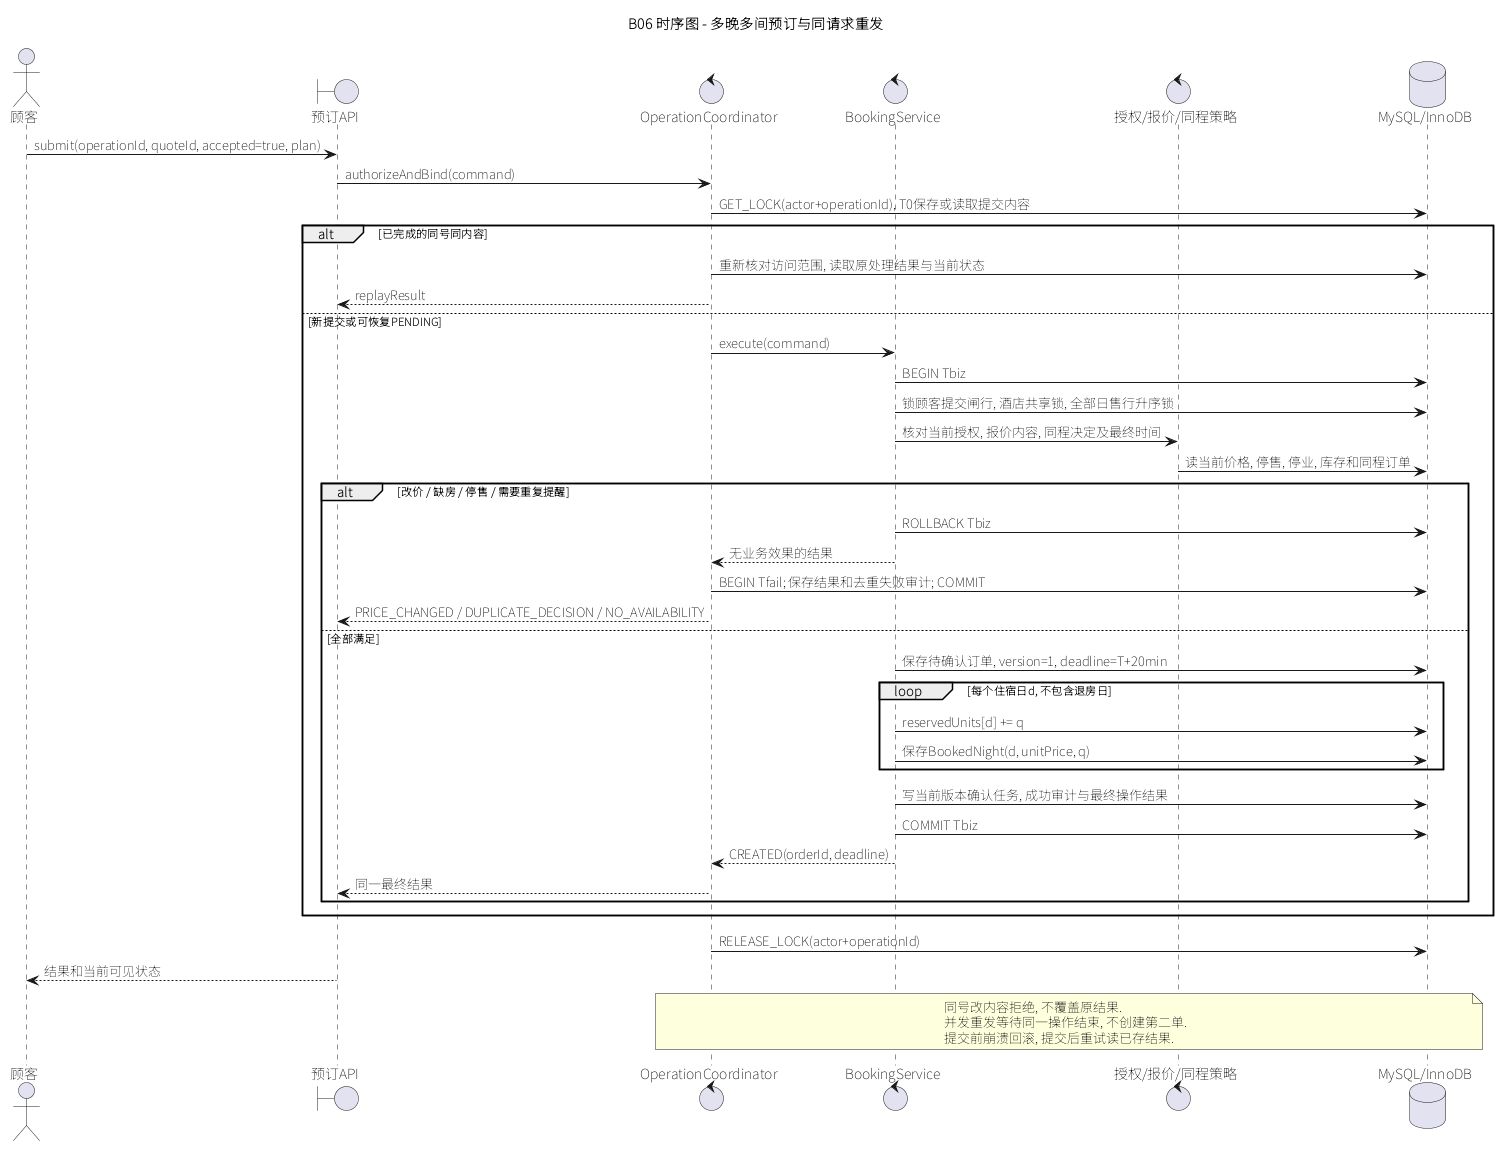 B06 时序图 - 多晚多间预订与同请求重发
顾客
预订API
OperationCoordinator
BookingService
授权/报价/同程策略
MySQL/InnoDB
submit(operationId, quoteId, accepted=true, plan)
authorizeAndBind(command)
GET_LOCK(actor+operationId), T0保存或读取提交内容
alt [已完成的同号同内容]
重新核对访问范围, 读取原处理结果与当前状态
replayResult
[新提交或可恢复PENDING]
execute(command)
BEGIN Tbiz
锁顾客提交闸行, 酒店共享锁, 全部日售行升序锁
核对当前授权, 报价内容, 同程决定及最终时间
读当前价格, 停售, 停业, 库存和同程订单
alt [改价 / 缺房 / 停售 / 需要重复提醒]
ROLLBACK Tbiz
无业务效果的结果
BEGIN Tfail; 保存结果和去重失败审计; COMMIT
PRICE_CHANGED / DUPLICATE_DECISION / NO_AVAILABILITY
[全部满足]
保存待确认订单, version=1, deadline=T+20min
loop [每个住宿日d, 不包含退房日]
reservedUnits[d] += q
保存BookedNight(d, unitPrice, q)
写当前版本确认任务, 成功审计与最终操作结果
COMMIT Tbiz
CREATED(orderId, deadline)
同一最终结果
RELEASE_LOCK(actor+operationId)
结果和当前可见状态
同号改内容拒绝, 不覆盖原结果.
并发重发等待同一操作结束, 不创建第二单.
提交前崩溃回滚, 提交后重试读已存结果.
顾客
预订API
OperationCoordinator
BookingService
授权/报价/同程策略
MySQL/InnoDB